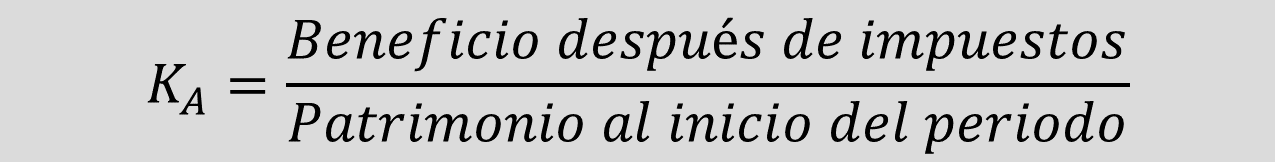 Beneficio después de impuestos
K_A =
Patrimonio al inicio del periodo